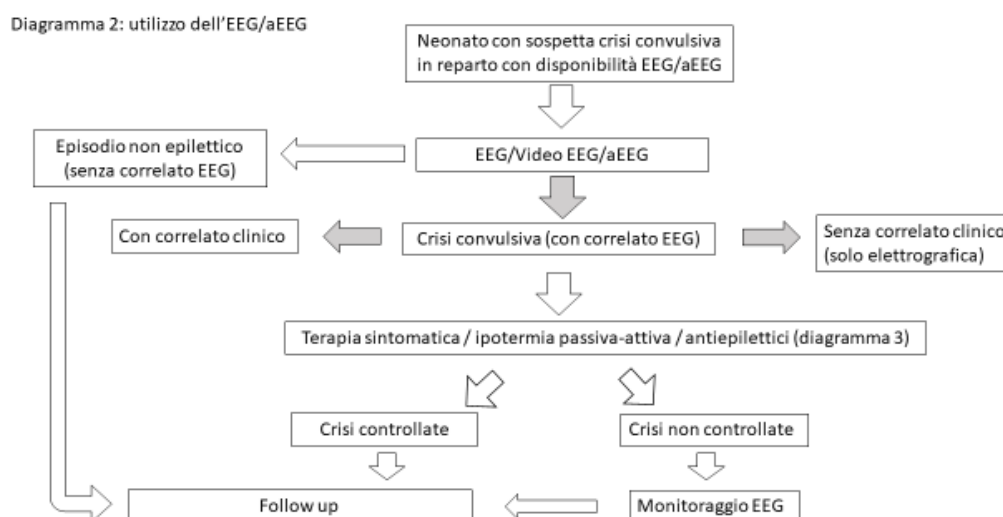 Diagramma 2: utilizzo dell'EEG/aEEG
Neonato con sospetta crisi convulsiva
in reparto con disponibilità EEG/aEEG
Episodio non epilettico
(senza correlato EEG)
EEG/Video EEG/aEEG
Con correlato clinico
Crisi convulsiva (con correlato EEG)
Senza correlato clinico
(solo elettrografica)
Terapia sintomatica / ipotermia passiva-attiva / antiepilettici (diagramma 3)
Crisi controllate
Crisi non controllate
Follow up
Monitoraggio EEG